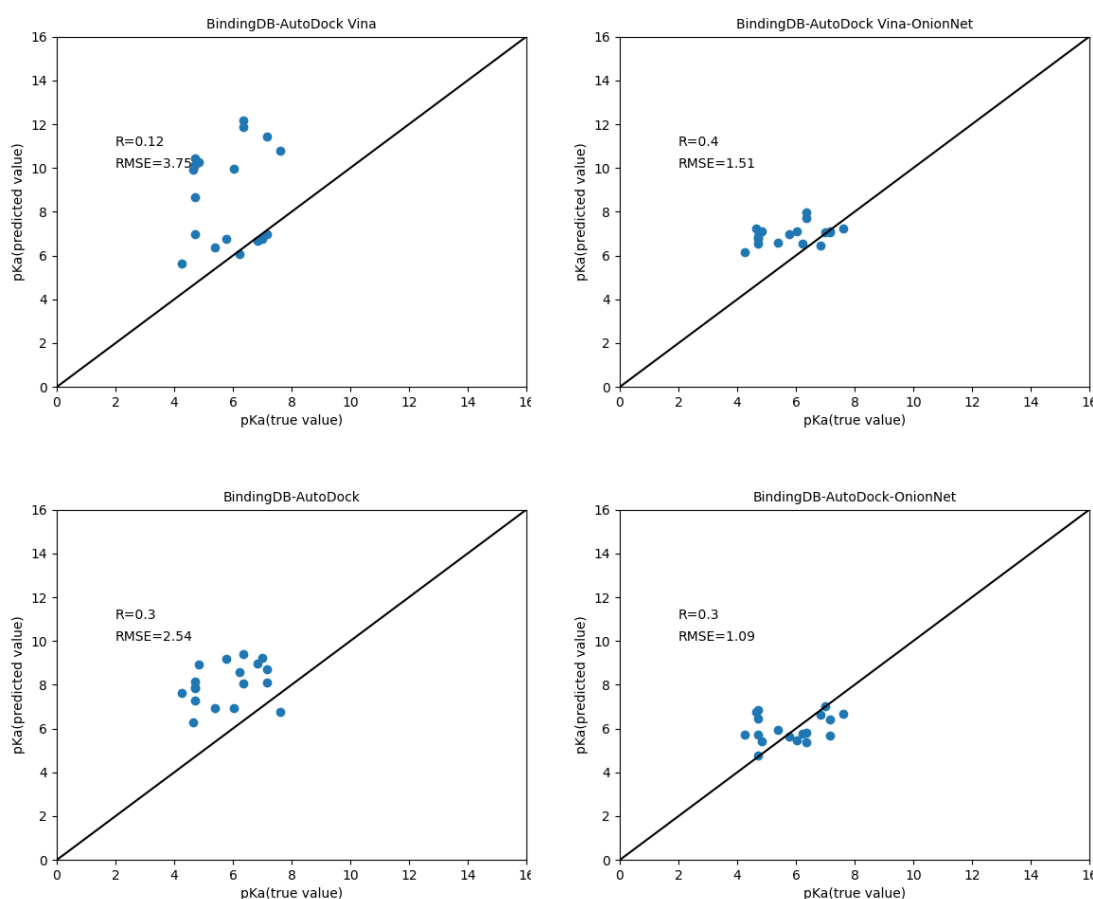 BindingDB-AutoDock Vina
16
14
12
10
8
6
4
2
0
pKa(predicted value)
R=0.12
RMSE=3.75
0 2 4 6 8 10 12 14 16
pKa(true value)
BindingDB-AutoDock Vina-OnionNet
16
14
12
10
8
6
4
2
0
pKa(predicted value)
R=0.4
RMSE=1.51
0 2 4 6 8 10 12 14 16
pKa(true value)
BindingDB-AutoDock
16
14
12
10
8
6
4
2
0
pKa(predicted value)
R=0.3
RMSE=2.54
0 2 4 6 8 10 12 14 16
pKa(true value)
BindingDB-AutoDock-OnionNet
16
14
12
10
8
6
4
2
0
pKa(predicted value)
R=0.3
RMSE=1.09
0 2 4 6 8 10 12 14 16
pKa(true value)